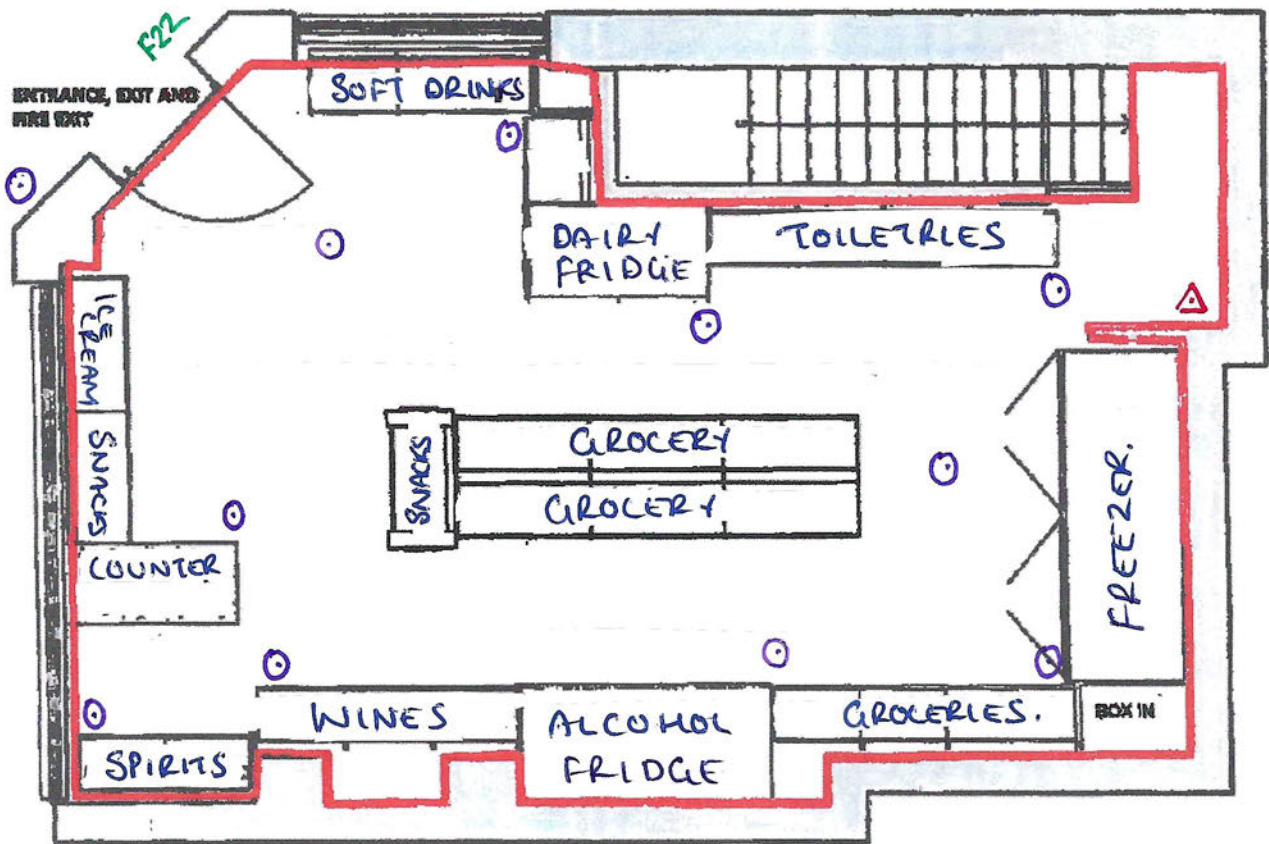 F22
ENTRANCE, EXIT AND
FIRE EXIT
SOFT DRINKS
DAIRY
FRIDGE
TOILETRIES
ICE
CREAM
SNACKS
SNACKS
GROCERY
GROCERY
COUNTER
FREEZER.
WINES
ALCOHOL
FRIDGE
GROCERIES.
BOX IN
SPIRITS